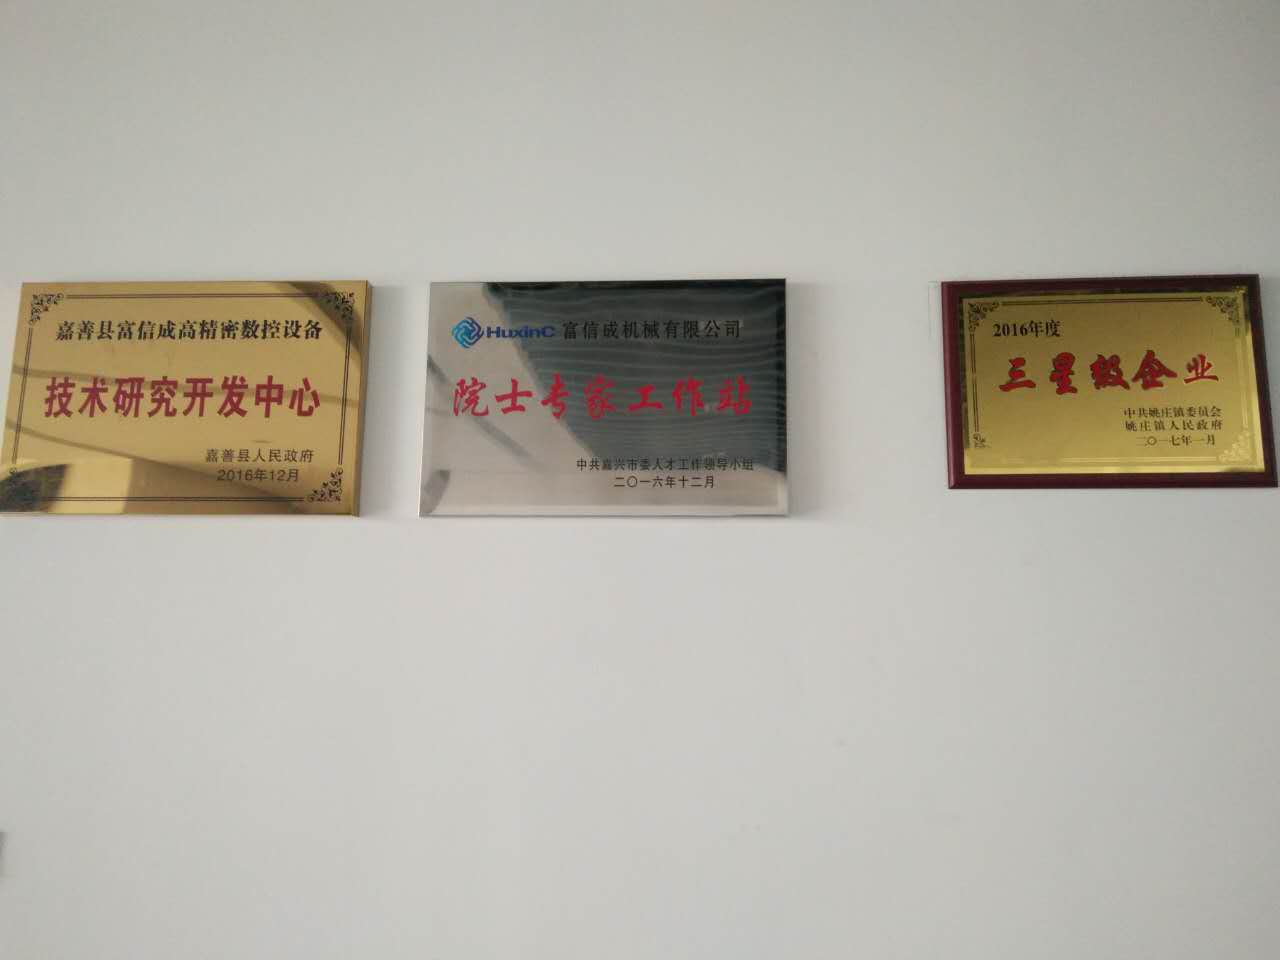 嘉善县富信成高精密数控设备
技术研究开发中心
嘉善县人民政府
2016年12月
HuxinC 富信成机械有限公司
院士专家工作站
中共嘉兴市委人才工作领导小组
二〇一六年十二月
2016年度
三星级企业
中共姚庄镇委员会
姚庄镇人民政府
二〇一七年一月